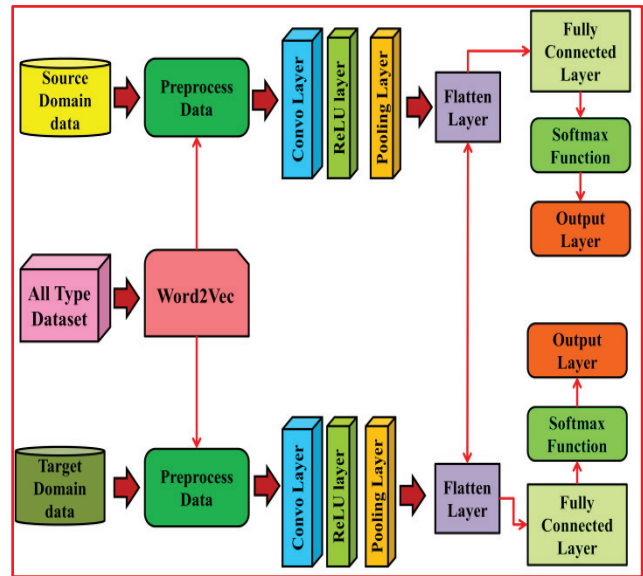 Source
Domain
data
Preprocess
Data
Convo Layer
ReLU layer
Pooling Layer
Flatten
Layer
Fully
Connected
Layer
Softmax
Function
Output
Layer
All Type
Dataset
Word2Vec
Target
Domain
data
Preprocess
Data
Convo Layer
ReLU layer
Pooling Layer
Flatten
Layer
Output
Layer
Softmax
Function
Fully
Connected
Layer